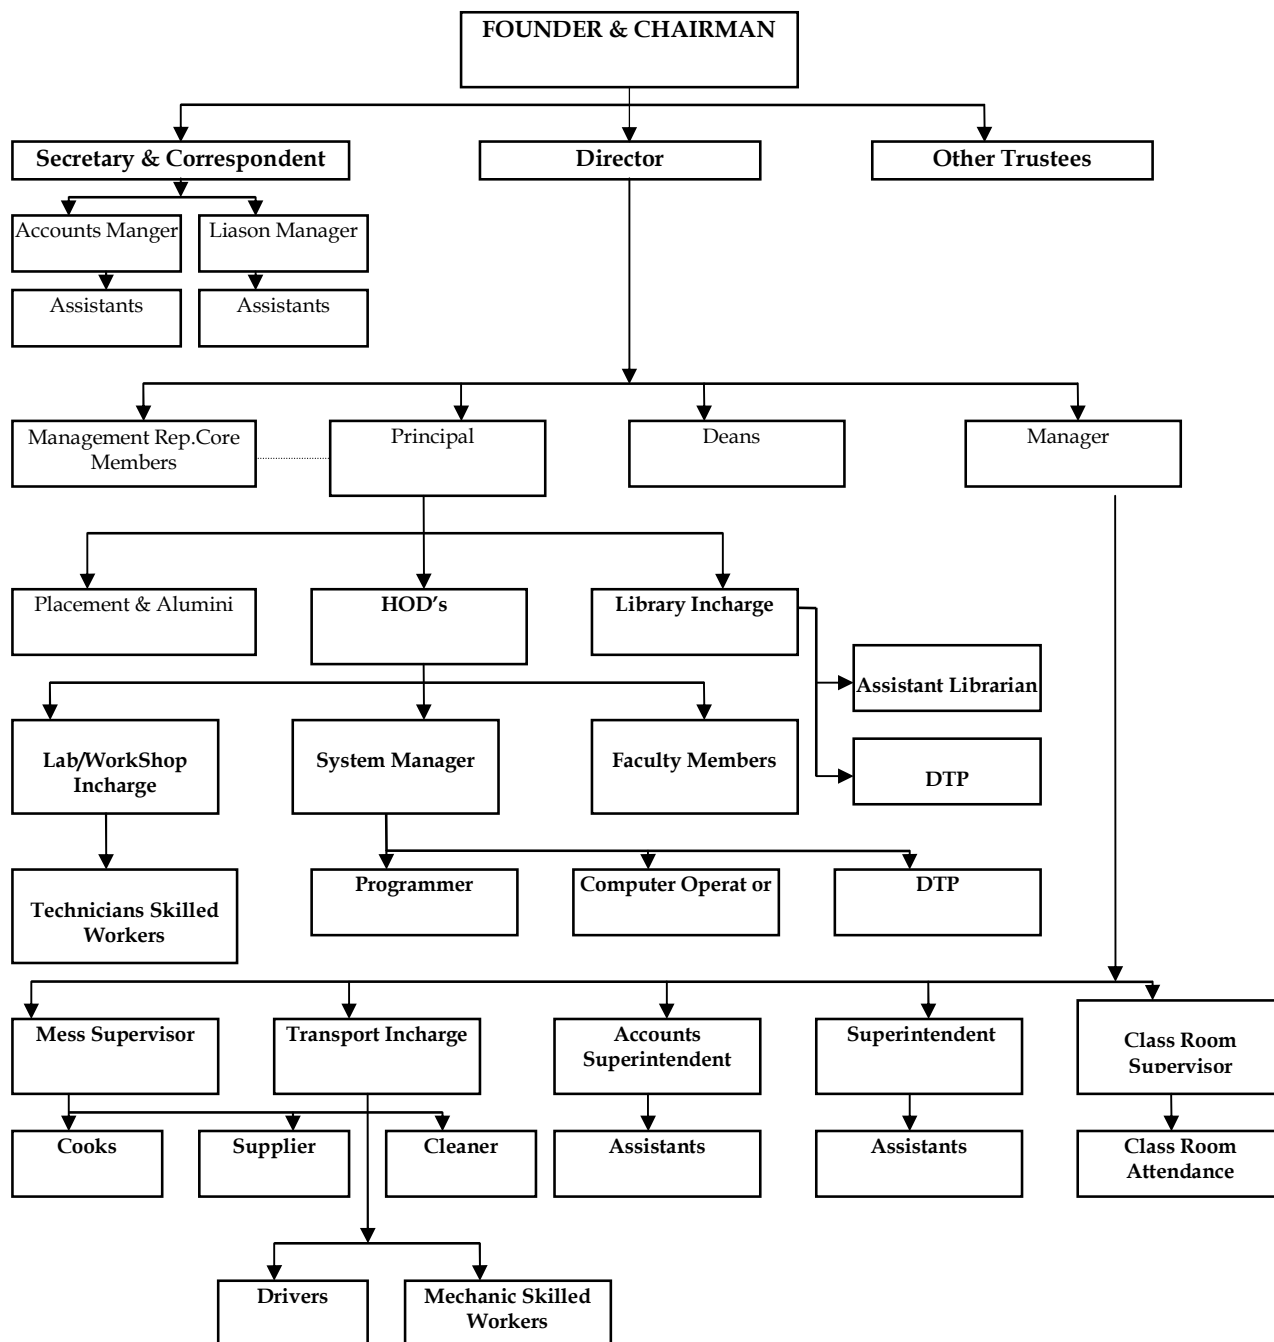 FOUNDER & CHAIRMAN
Secretary & Correspondent
Director
Other Trustees
Accounts Manger
Liason Manager
Assistants
Assistants
Management Rep.Core
Members
Principal
Deans
Manager
Placement & Alumini
HOD's
Library Incharge
Assistant Librarian
Lab/WorkShop
Incharge
System Manager
Faculty Members
DTP
Technicians Skilled
Workers
Programmer
Computer Operat or
DTP
Mess Supervisor
Transport Incharge
Accounts
Superintendent
Superintendent
Class Room
Supervisor
Cooks
Supplier
Cleaner
Assistants
Assistants
Class Room
Attendance
Drivers
Mechanic Skilled
Workers